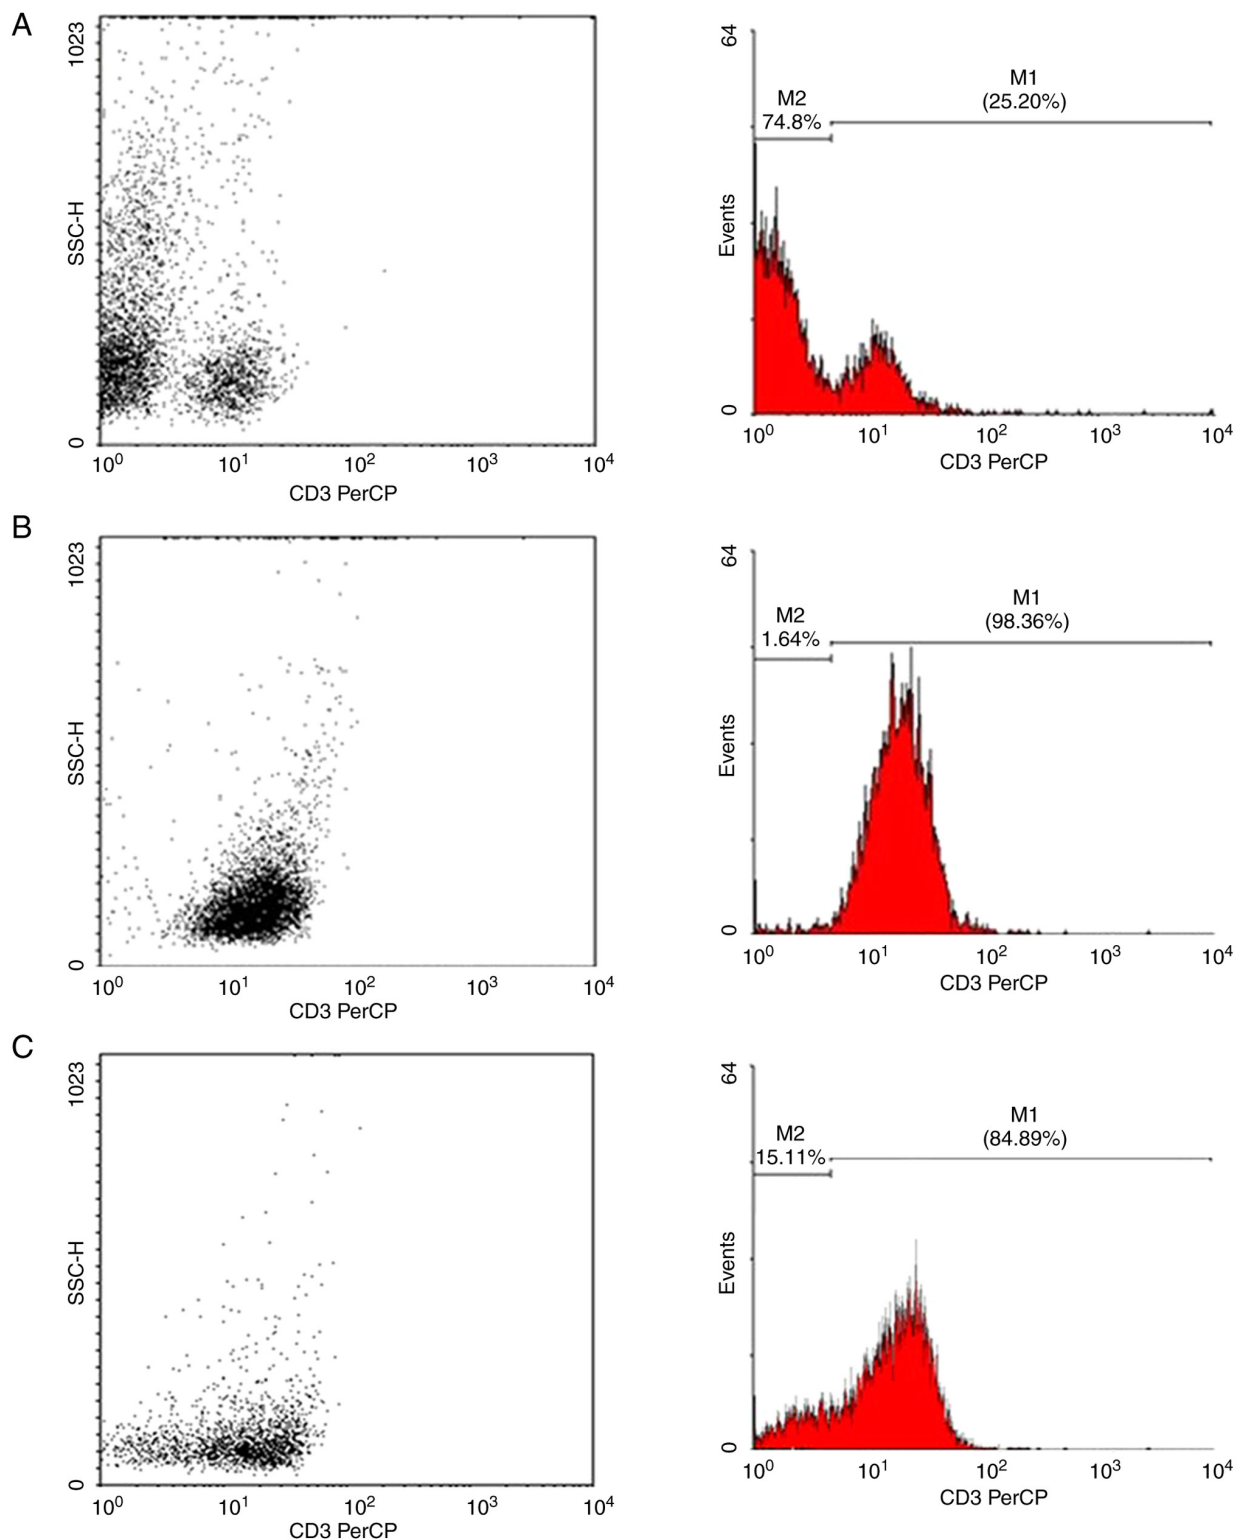 A
1023
SSC-H
0
10⁰ 10¹ 10² 10³ 10⁴
CD3 PerCP
64
Events
0
M2
74.8%
M1
(25.20%)
10⁰ 10¹ 10² 10³ 10⁴
CD3 PerCP
B
1023
SSC-H
0
10⁰ 10¹ 10² 10³ 10⁴
CD3 PerCP
64
Events
0
M2
1.64%
M1
(98.36%)
10⁰ 10¹ 10² 10³ 10⁴
CD3 PerCP
C
1023
SSC-H
0
10⁰ 10¹ 10² 10³ 10⁴
CD3 PerCP
64
Events
0
M2
15.11%
M1
(84.89%)
10⁰ 10¹ 10² 10³ 10⁴
CD3 PerCP